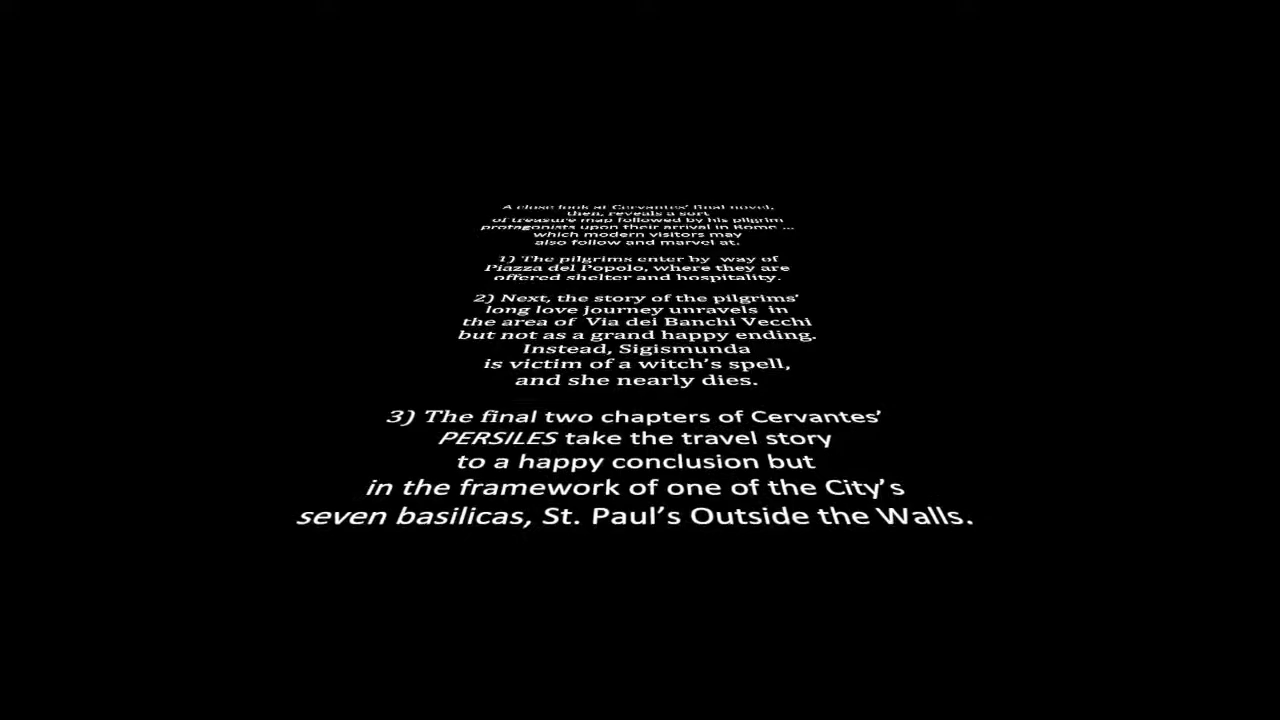 A close look at Cervantes' final novel,
then, reveals a sort
of treasure map followed by his pilgrim
protagonists upon their arrival in Rome ...
which modern visitors may
also follow and marvel at.
1) The pilgrims enter by way of
Piazza del Popolo, where they are
offered shelter and hospitality.
2) Next, the story of the pilgrims'
long love journey unravels in
the area of Via dei Banchi Vecchi
but not as a grand happy ending.
Instead, Sigismunda
is victim of a witch's spell,
and she nearly dies.
3) The final two chapters of Cervantes'
PERSILES take the travel story
to a happy conclusion but
in the framework of one of the City's
seven basilicas, St. Paul's Outside the Walls.